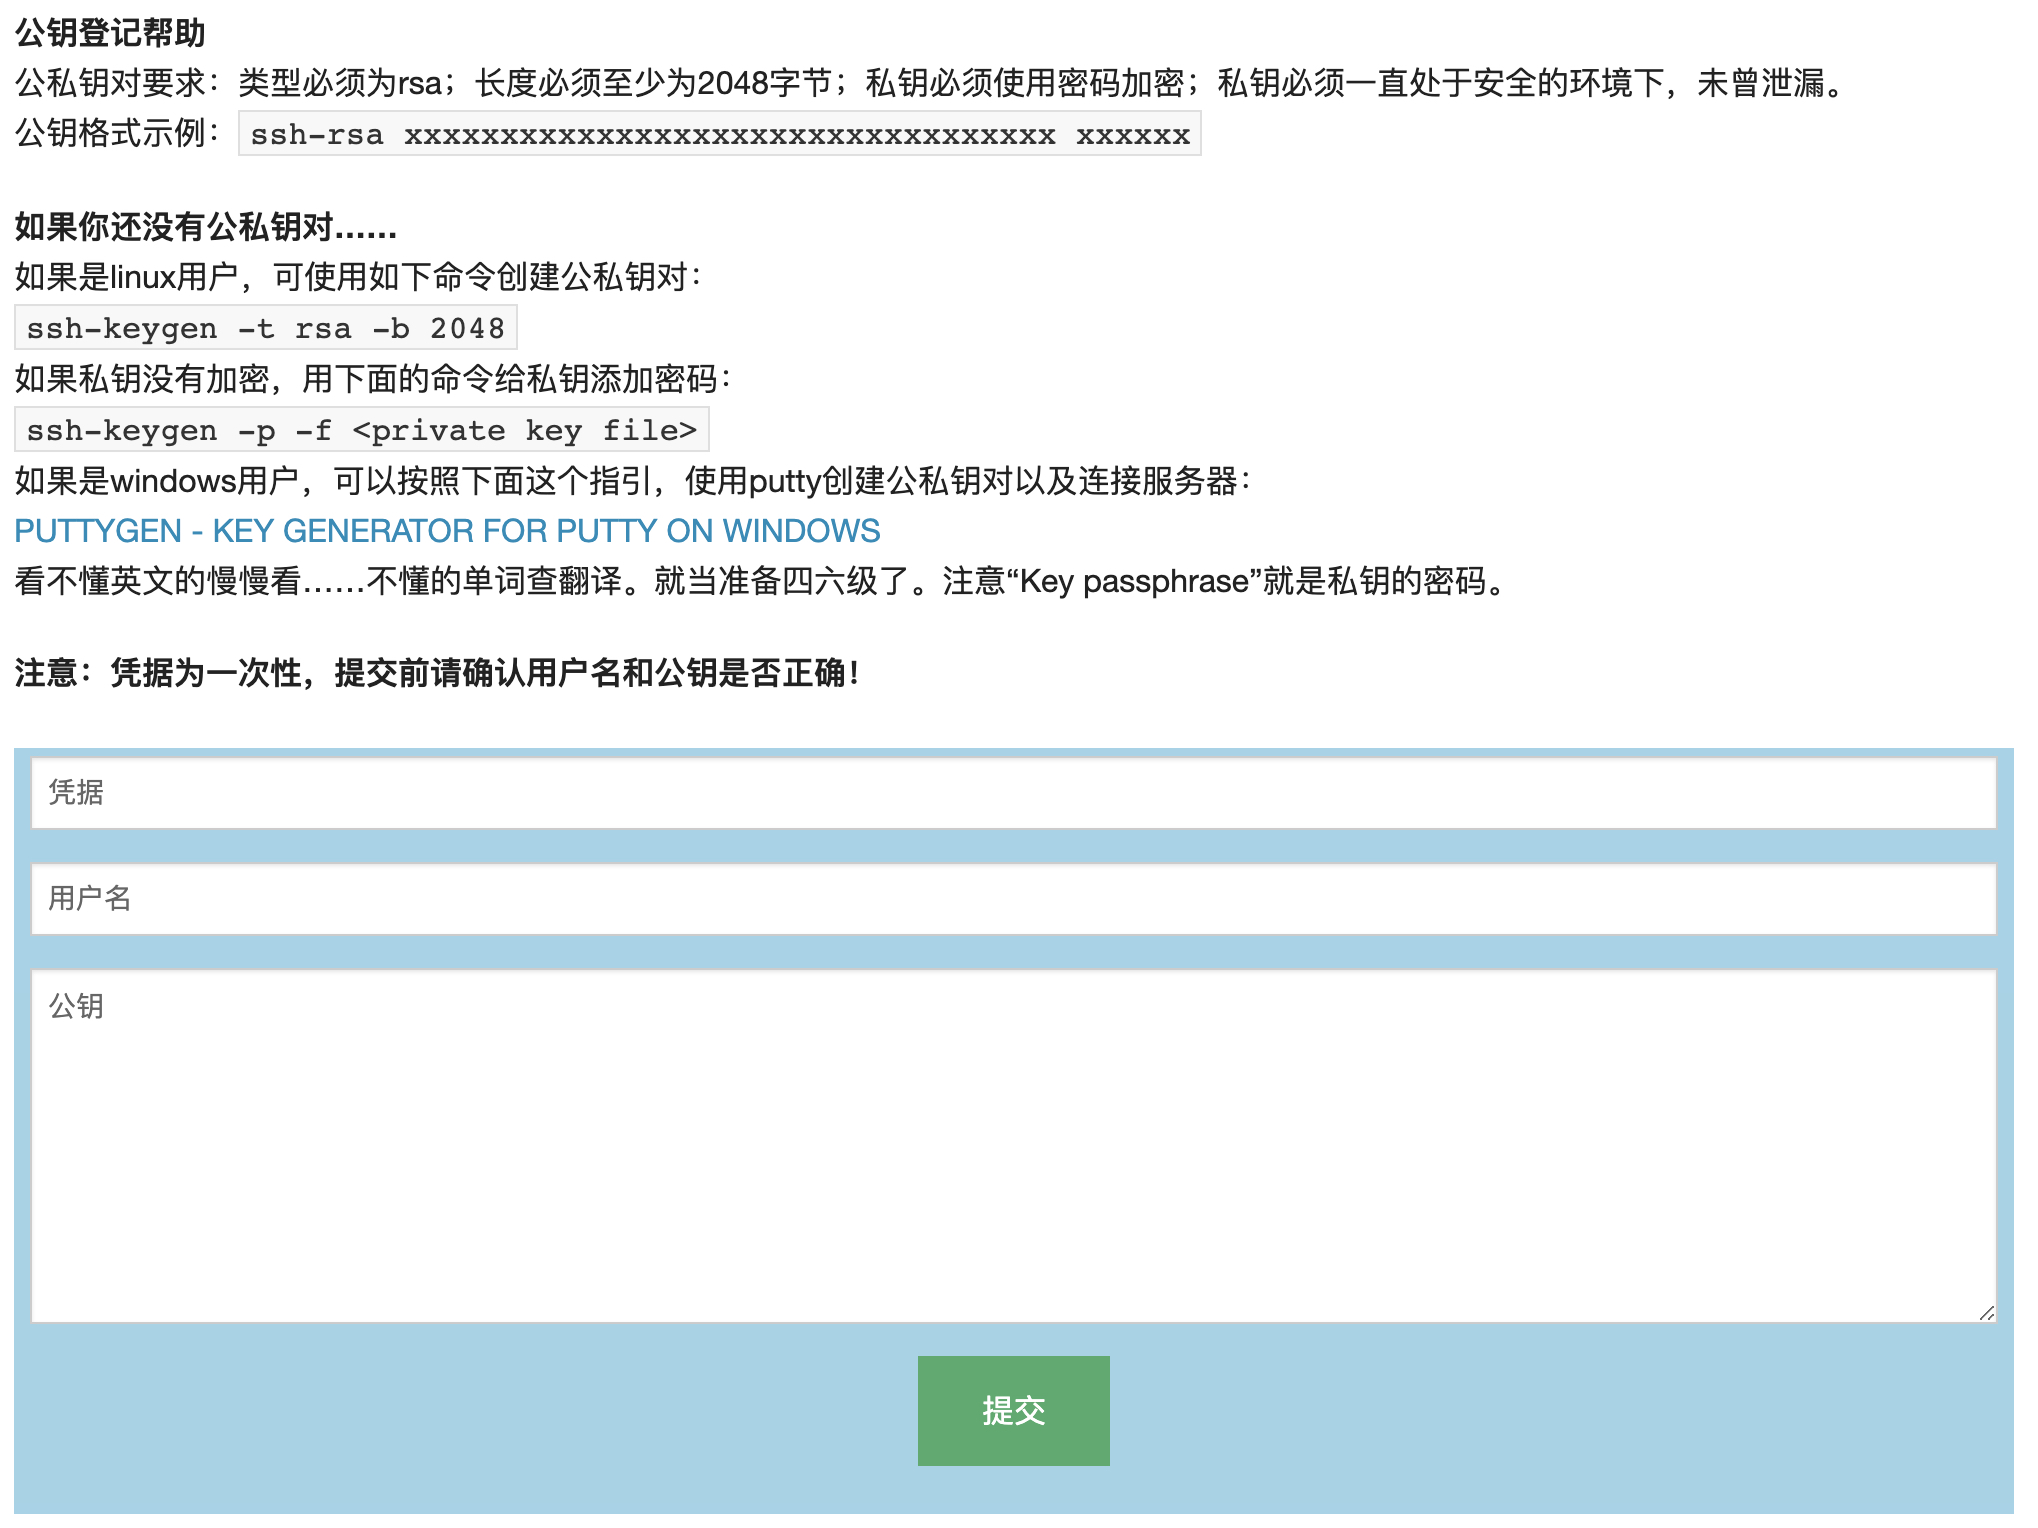 公钥登记帮助
公私钥对要求：类型必须为rsa；长度必须至少为2048字节；私钥必须使用密码加密；私钥必须一直处于安全的环境下，未曾泄漏。
公钥格式示例：ssh-rsa xxxxxxxxxxxxxxxxxxxxxxxxxxxxxxxxxx xxxxxx
如果你还没有公私钥对……
如果是linux用户，可使用如下命令创建公私钥对：
ssh-keygen -t rsa -b 2048
如果私钥没有加密，用下面的命令给私钥添加密码：
ssh-keygen -p -f <private key file>
如果是windows用户，可以按照下面这个指引，使用putty创建公私钥对以及连接服务器：
PUTTYGEN - KEY GENERATOR FOR PUTTY ON WINDOWS
看不懂英文的慢慢看……不懂的单词查翻译。就当准备四六级了。注意“Key passphrase”就是私钥的密码。
注意：凭据为一次性，提交前请确认用户名和公钥是否正确！
凭据
用户名
公钥
提交